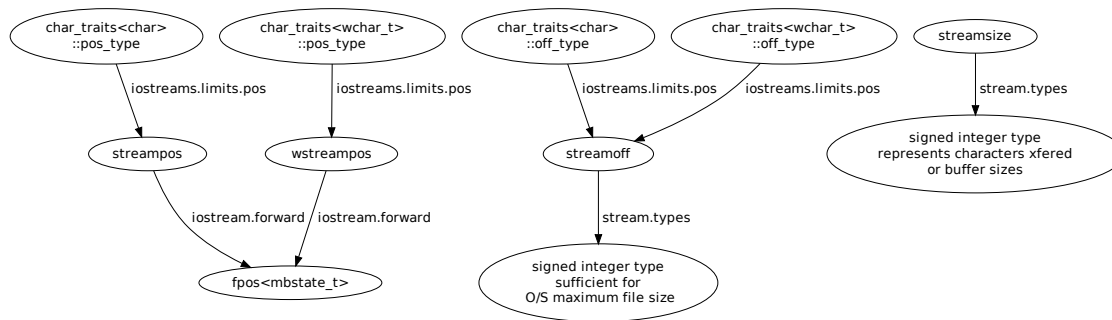 char_traits<char>
::pos_type
char_traits<wchar_t>
::pos_type
char_traits<char>
::off_type
char_traits<wchar_t>
::off_type
streamsize
iostreams.limits.pos
iostreams.limits.pos
iostreams.limits.pos
iostreams.limits.pos
stream.types
streampos
wstreampos
streamoff
signed integer type
represents characters xfered
or buffer sizes
iostream.forward
iostream.forward
stream.types
fpos<mbstate_t>
signed integer type
sufficient for
O/S maximum file size